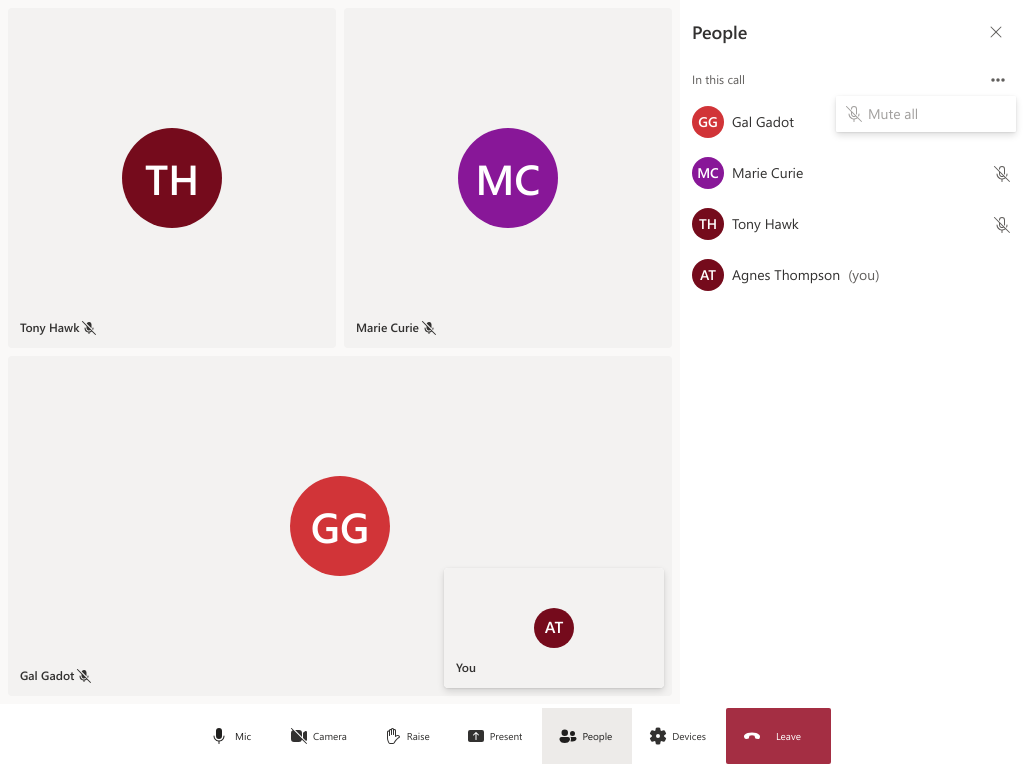 TH
Tony Hawk
MC
Marie Curie
GG
Gal Gadot
AT
You
People
In this call
Mute all
GG Gal Gadot
MC Marie Curie
TH Tony Hawk
AT Agnes Thompson (you)
Mic Camera Raise Present People Devices Leave